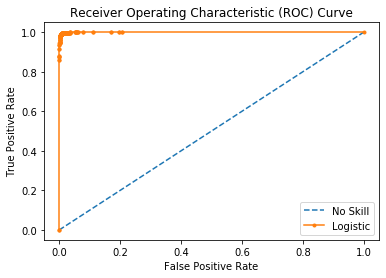 Receiver Operating Characteristic (ROC) Curve
True Positive Rate
1.0
0.8
0.6
0.4
0.2
0.0
0.0
0.2
0.4
0.6
0.8
1.0
False Positive Rate
No Skill
Logistic